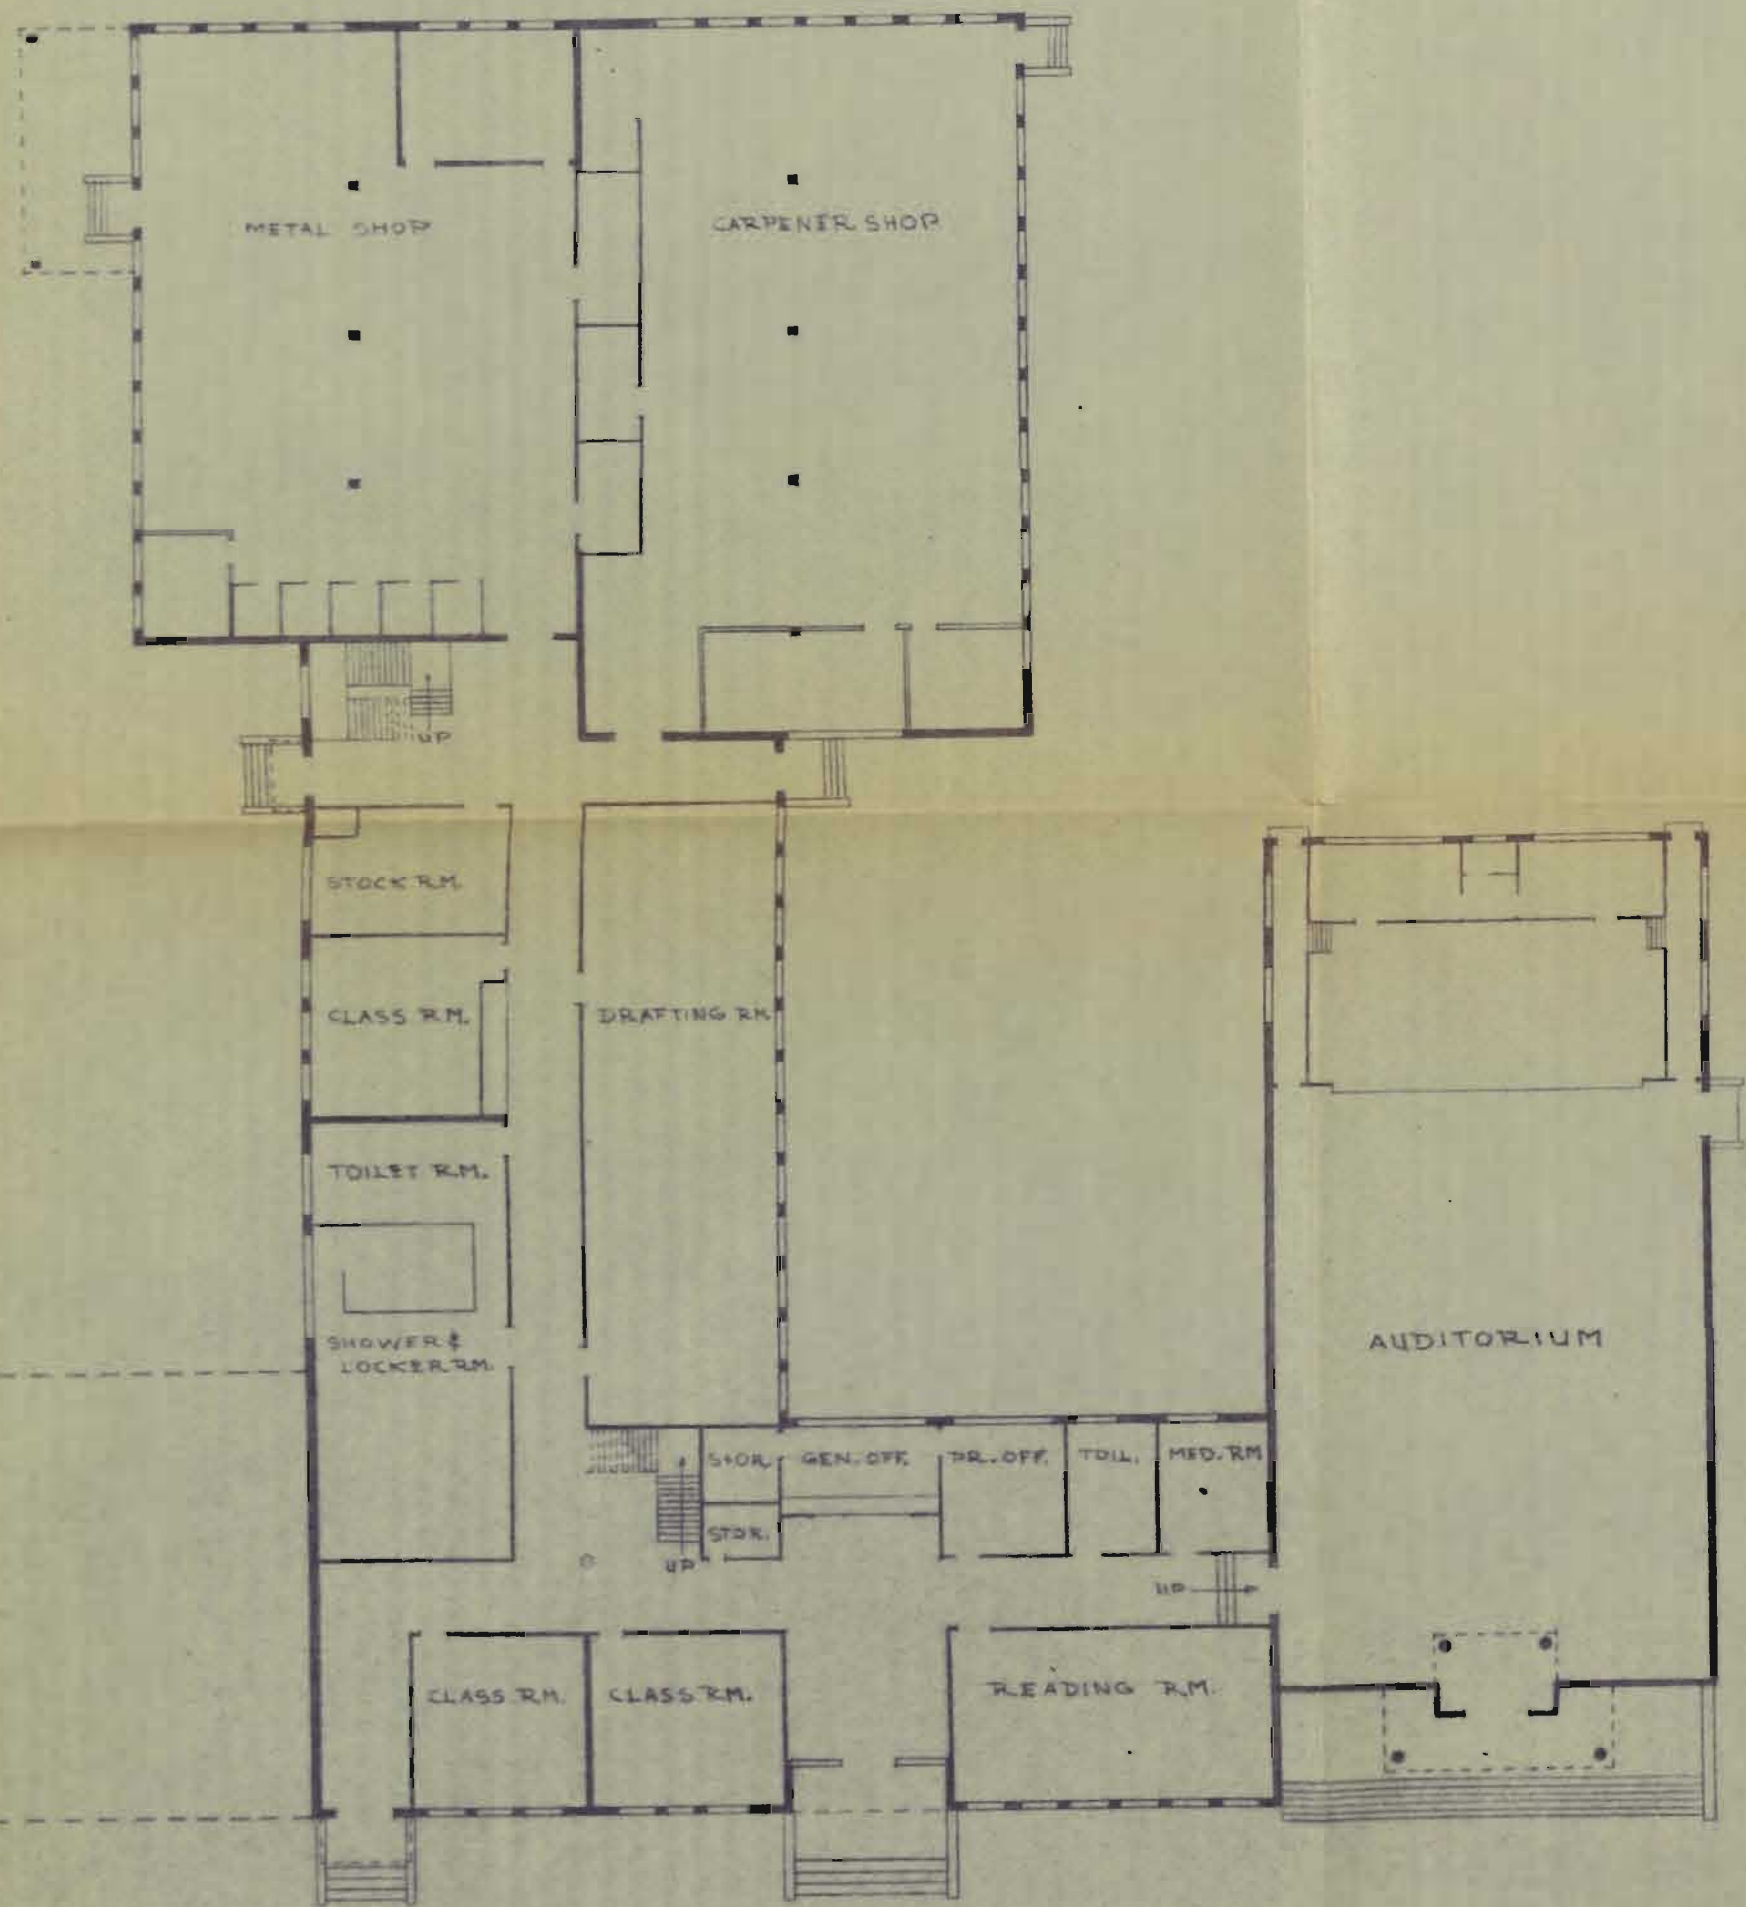 METAL SHOP
CARPENER SHOP
UP
STOCK RM.
CLASS RM.
DRAFTING RM
TOILET RM.
SHOWER &
LOCKER RM.
AUDITORIUM
STOR.
GEN. OFF.
DR. OFF.
TOIL.
MED. RM
STOR.
UP
UP
CLASS RM.
CLASS RM.
READING RM.